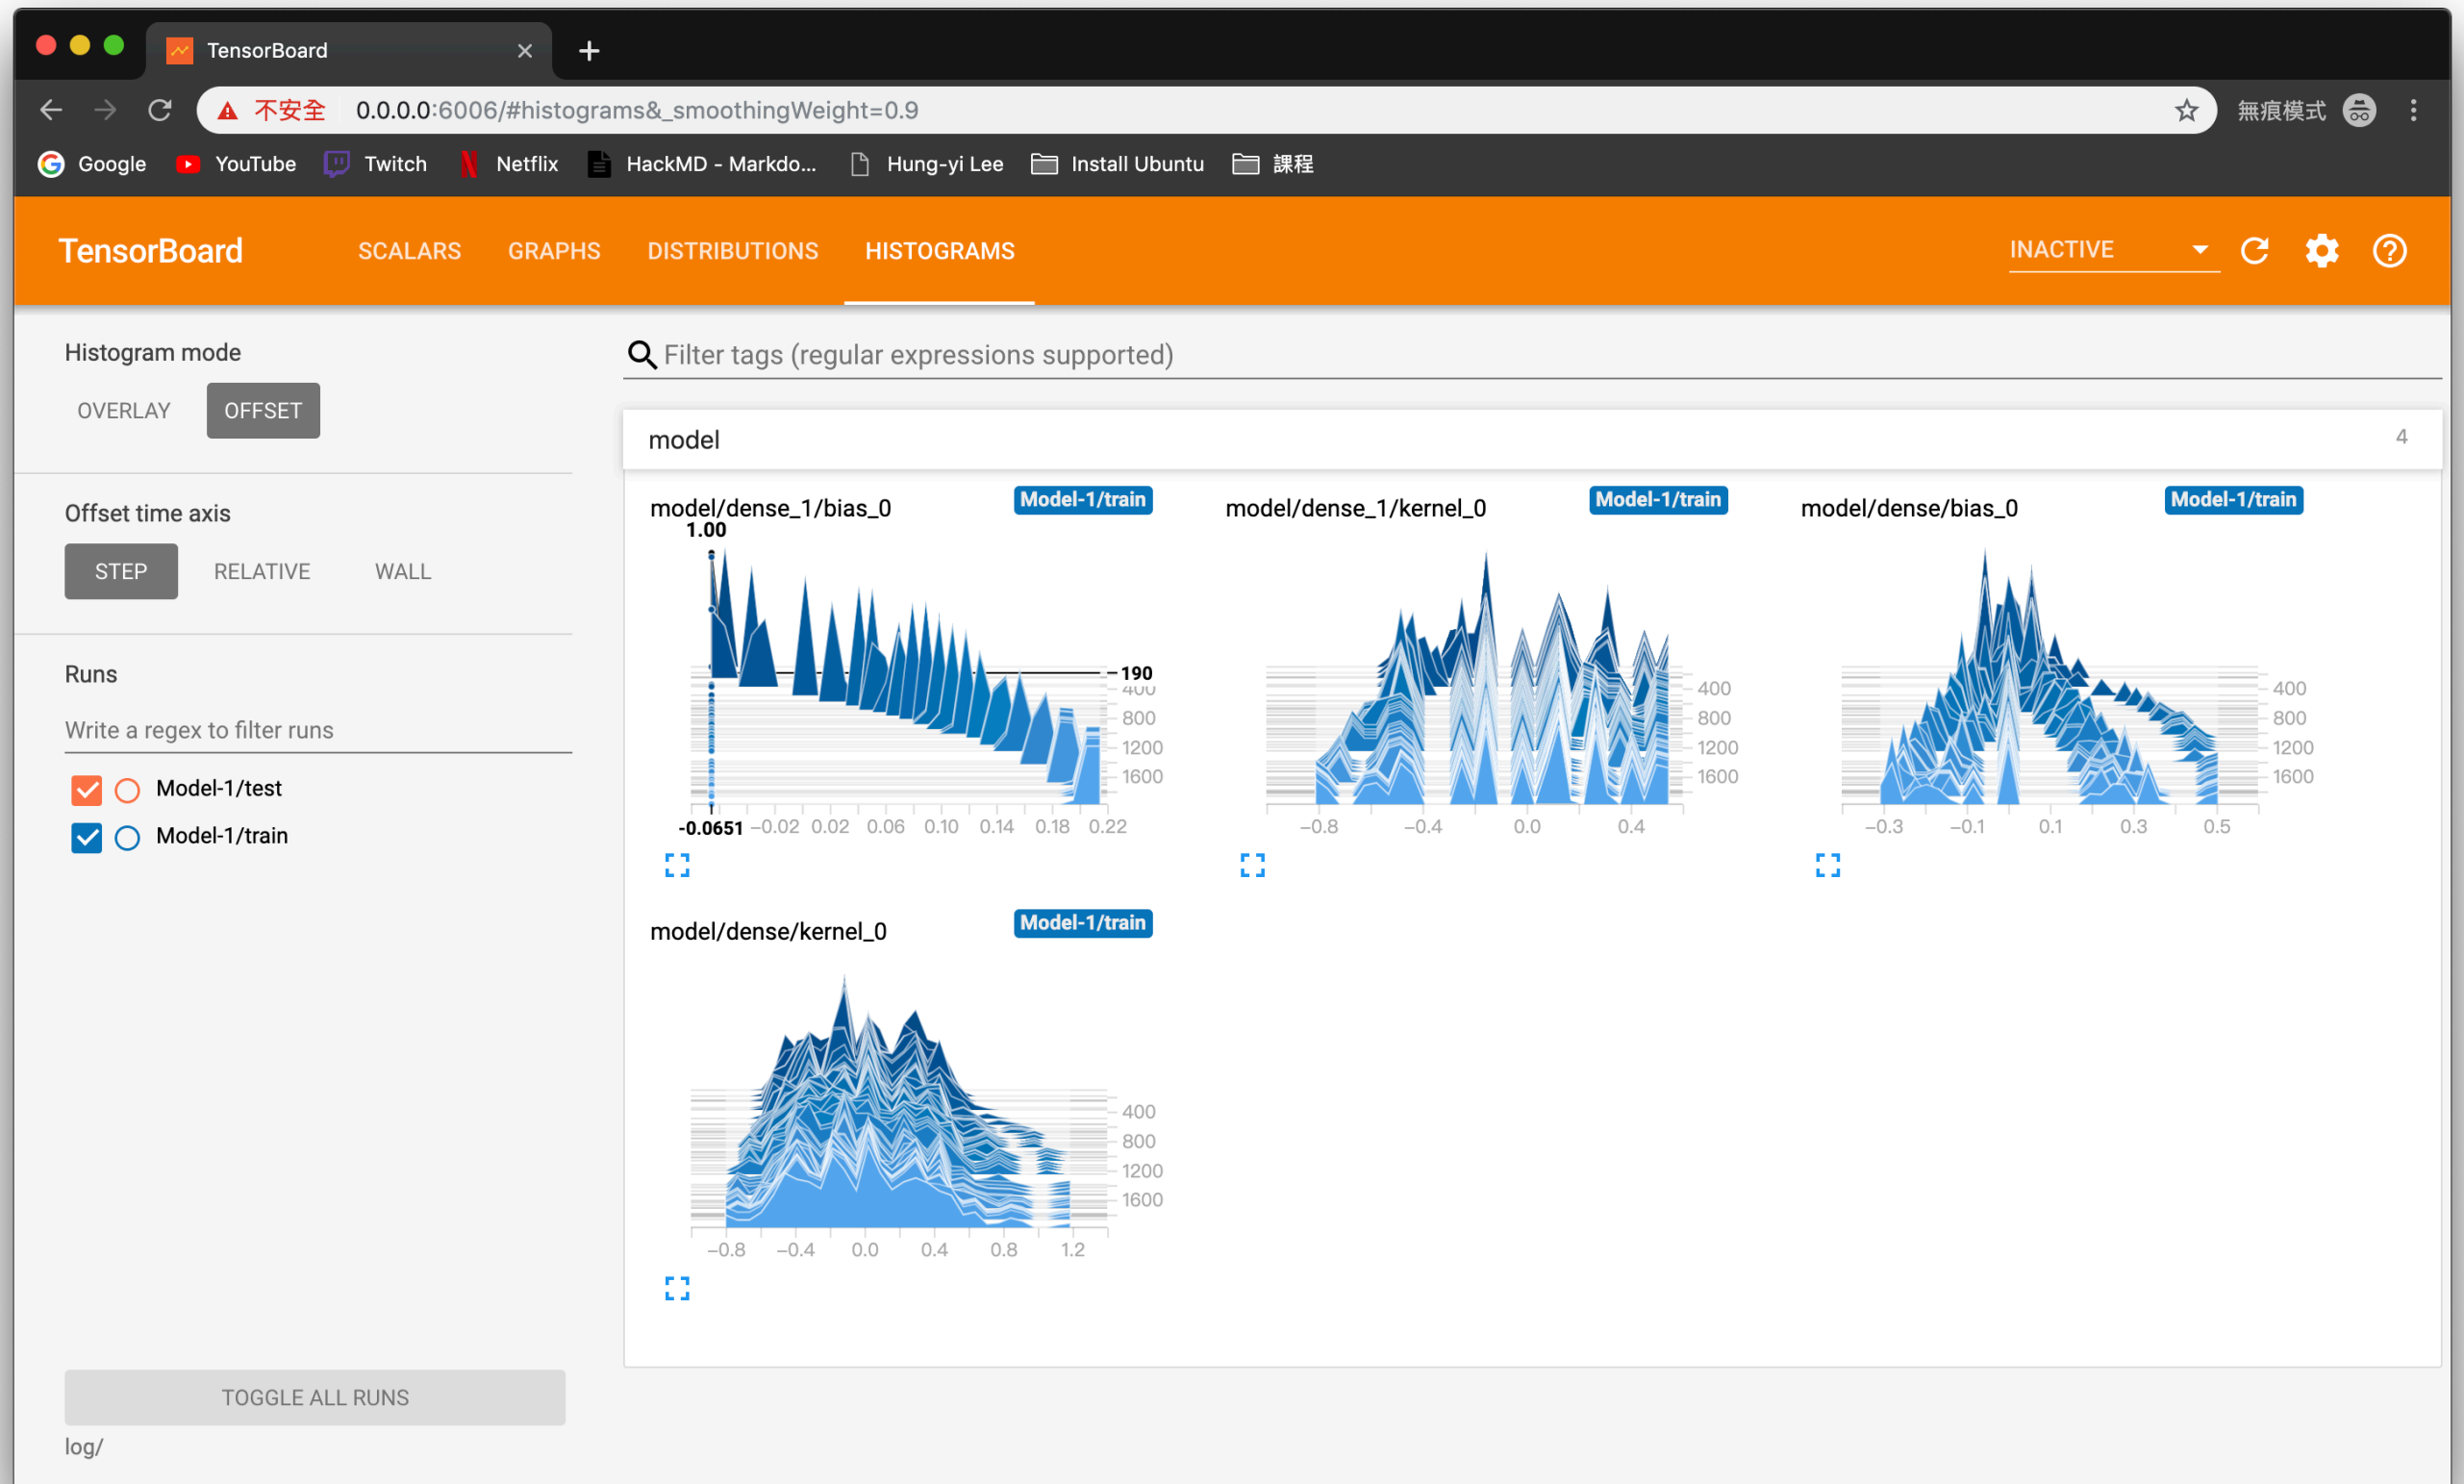 TensorBoard
不安全 0.0.0.0:6006/#histograms&_smoothingWeight=0.9 無痕模式
Google YouTube Twitch Netflix HackMD - Markdo... Hung-yi Lee Install Ubuntu 課程
TensorBoard SCALARS GRAPHS DISTRIBUTIONS HISTOGRAMS INACTIVE
Histogram mode
OVERLAY OFFSET
Offset time axis
STEP RELATIVE WALL
Runs
Write a regex to filter runs
Model-1/test
Model-1/train
TOGGLE ALL RUNS
log/
Filter tags (regular expressions supported)
model 4
model/dense_1/bias_0 Model-1/train
1.00
190
400
800
1200
1600
-0.0651 −0.02 0.02 0.06 0.10 0.14 0.18 0.22
model/dense_1/kernel_0 Model-1/train
400
800
1200
1600
−0.8 −0.4 0.0 0.4
model/dense/bias_0 Model-1/train
400
800
1200
1600
−0.3 −0.1 0.1 0.3 0.5
model/dense/kernel_0 Model-1/train
400
800
1200
1600
−0.8 −0.4 0.0 0.4 0.8 1.2